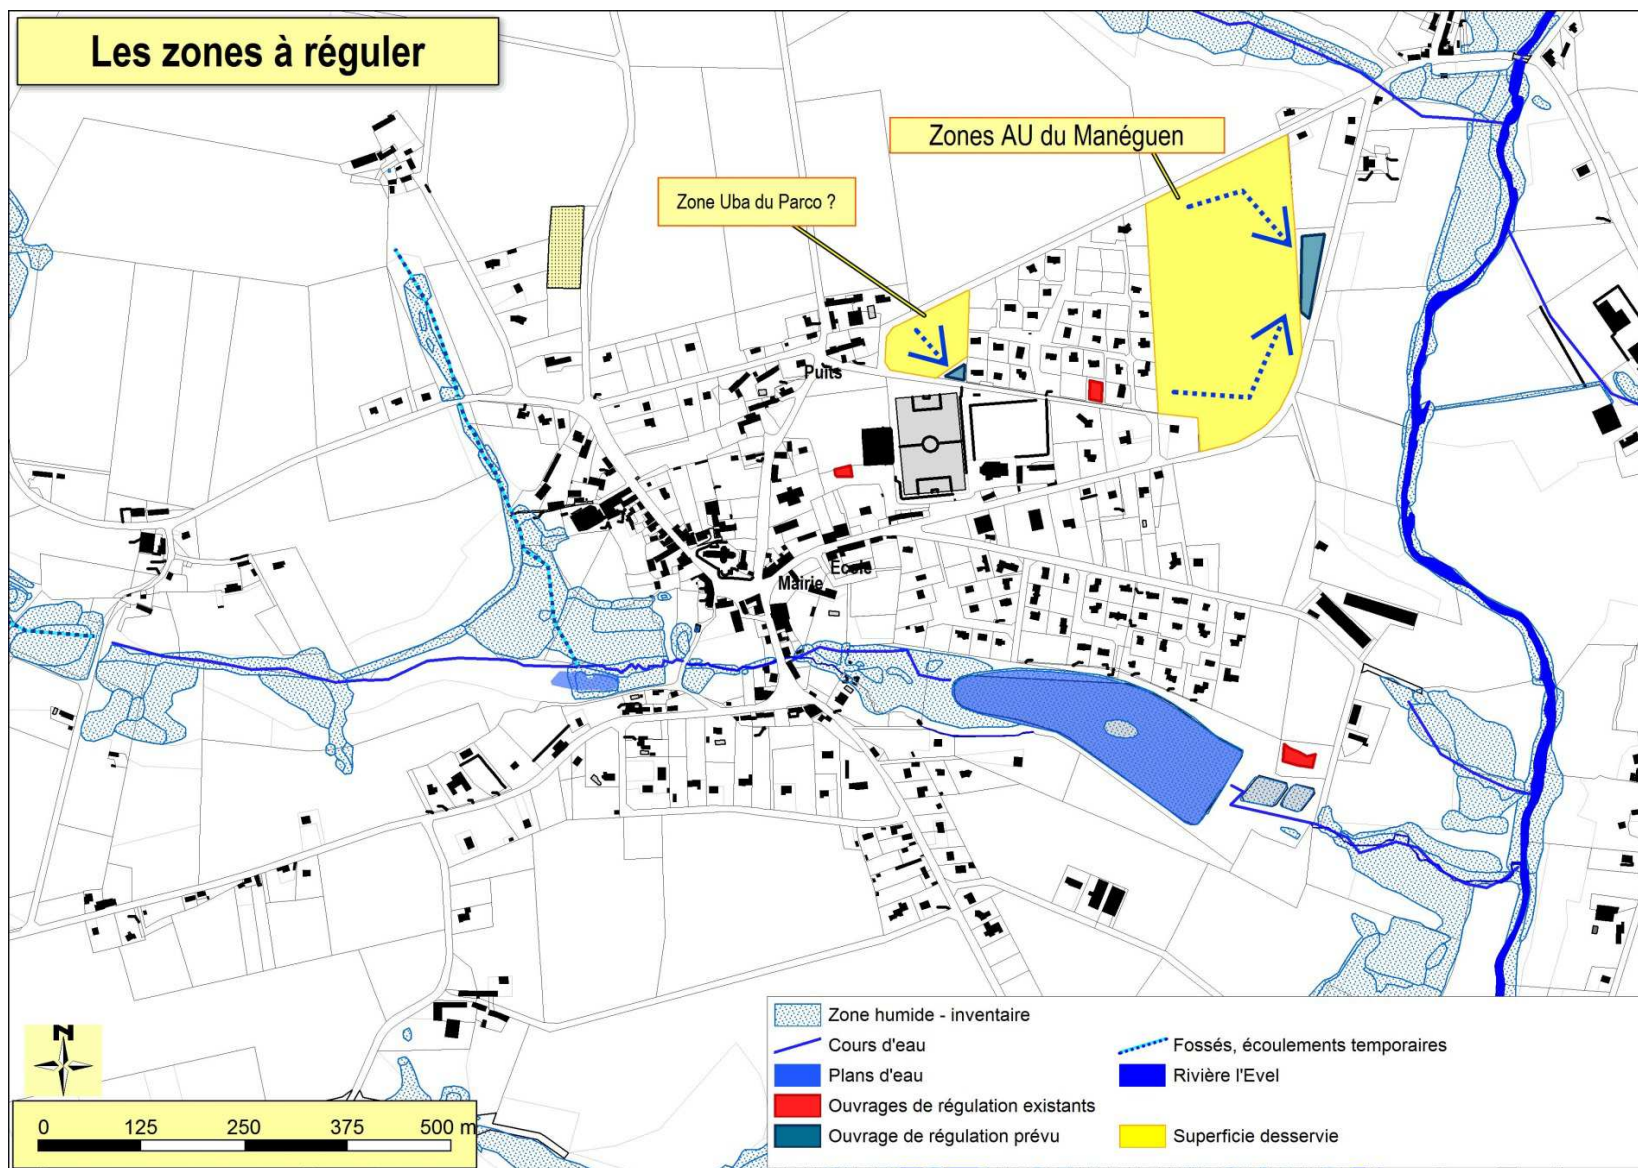 Les zones à réguler
Zones AU du Manéguen
Zone Uba du Parco ?
Puits
École
Mairie
N
0 125 250 375 500 m
Zone humide - inventaire
Cours d'eau
Fossés, écoulements temporaires
Plans d'eau
Rivière l'Evel
Ouvrages de régulation existants
Ouvrage de régulation prévu
Superficie desservie